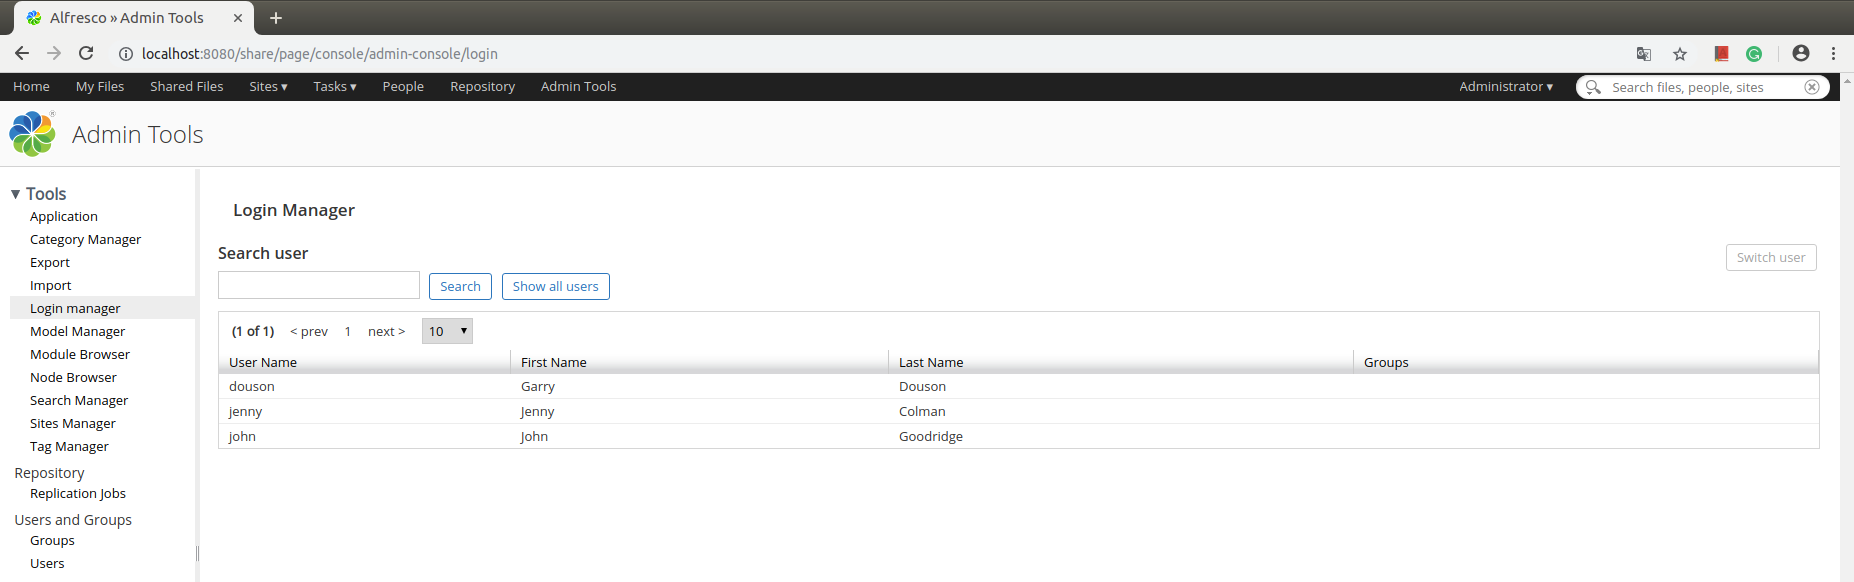 Alfresco » Admin Tools
localhost:8080/share/page/console/admin-console/login
Home My Files Shared Files Sites ▾ Tasks ▾ People Repository Admin Tools Administrator ▾ Search files, people, sites
Admin Tools
Tools
Application
Category Manager
Export
Import
Login manager
Model Manager
Module Browser
Node Browser
Search Manager
Sites Manager
Tag Manager
Repository
Replication Jobs
Users and Groups
Groups
Users
Login Manager
Search user
Switch user
Search Show all users
(1 of 1) < prev 1 next > 10
User Name First Name Last Name Groups
douson Garry Douson
jenny Jenny Colman
john John Goodridge